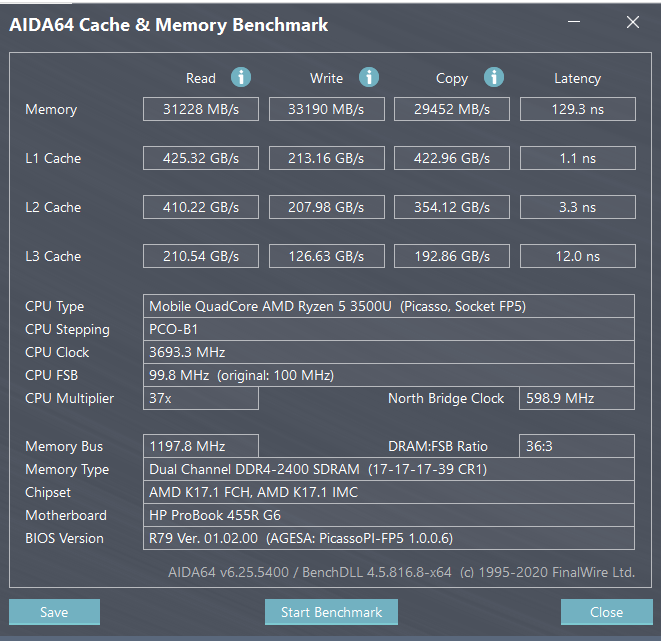 AIDA64 Cache & Memory Benchmark
Read Write Copy Latency
Memory 31228 MB/s 33190 MB/s 29452 MB/s 129.3 ns
L1 Cache 425.32 GB/s 213.16 GB/s 422.96 GB/s 1.1 ns
L2 Cache 410.22 GB/s 207.98 GB/s 354.12 GB/s 3.3 ns
L3 Cache 210.54 GB/s 126.63 GB/s 192.86 GB/s 12.0 ns
CPU Type Mobile QuadCore AMD Ryzen 5 3500U (Picasso, Socket FP5)
CPU Stepping PCO-B1
CPU Clock 3693.3 MHz
CPU FSB 99.8 MHz (original: 100 MHz)
CPU Multiplier 37x North Bridge Clock 598.9 MHz
Memory Bus 1197.8 MHz DRAM:FSB Ratio 36:3
Memory Type Dual Channel DDR4-2400 SDRAM (17-17-17-39 CR1)
Chipset AMD K17.1 FCH, AMD K17.1 IMC
Motherboard HP ProBook 455R G6
BIOS Version R79 Ver. 01.02.00 (AGESA: PicassoPI-FP5 1.0.0.6)
AIDA64 v6.25.5400 / BenchDLL 4.5.816.8-x64 (c) 1995-2020 FinalWire Ltd.
Save Start Benchmark Close